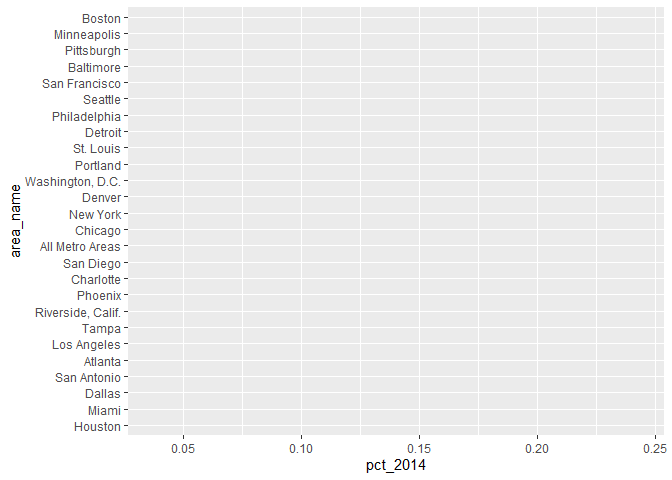 Boston
Minneapolis
Pittsburgh
Baltimore
San Francisco
Seattle
Philadelphia
Detroit
St. Louis
Portland
Washington, D.C.
Denver
New York
Chicago
All Metro Areas
San Diego
Charlotte
Phoenix
Riverside, Calif.
Tampa
Los Angeles
Atlanta
San Antonio
Dallas
Miami
Houston
area_name
0.05 0.10 0.15 0.20 0.25
pct_2014